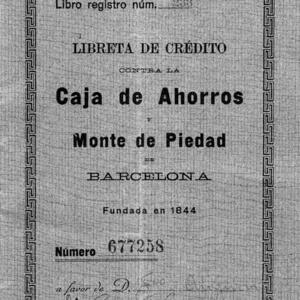 Libro registro núm.
LIBRETA DE CRÉDITO
CONTRA LA
Caja de Ahorros
Y
Monte de Piedad
DE
BARCELONA
Fundada en 1844
Número 677258
a favor de D.